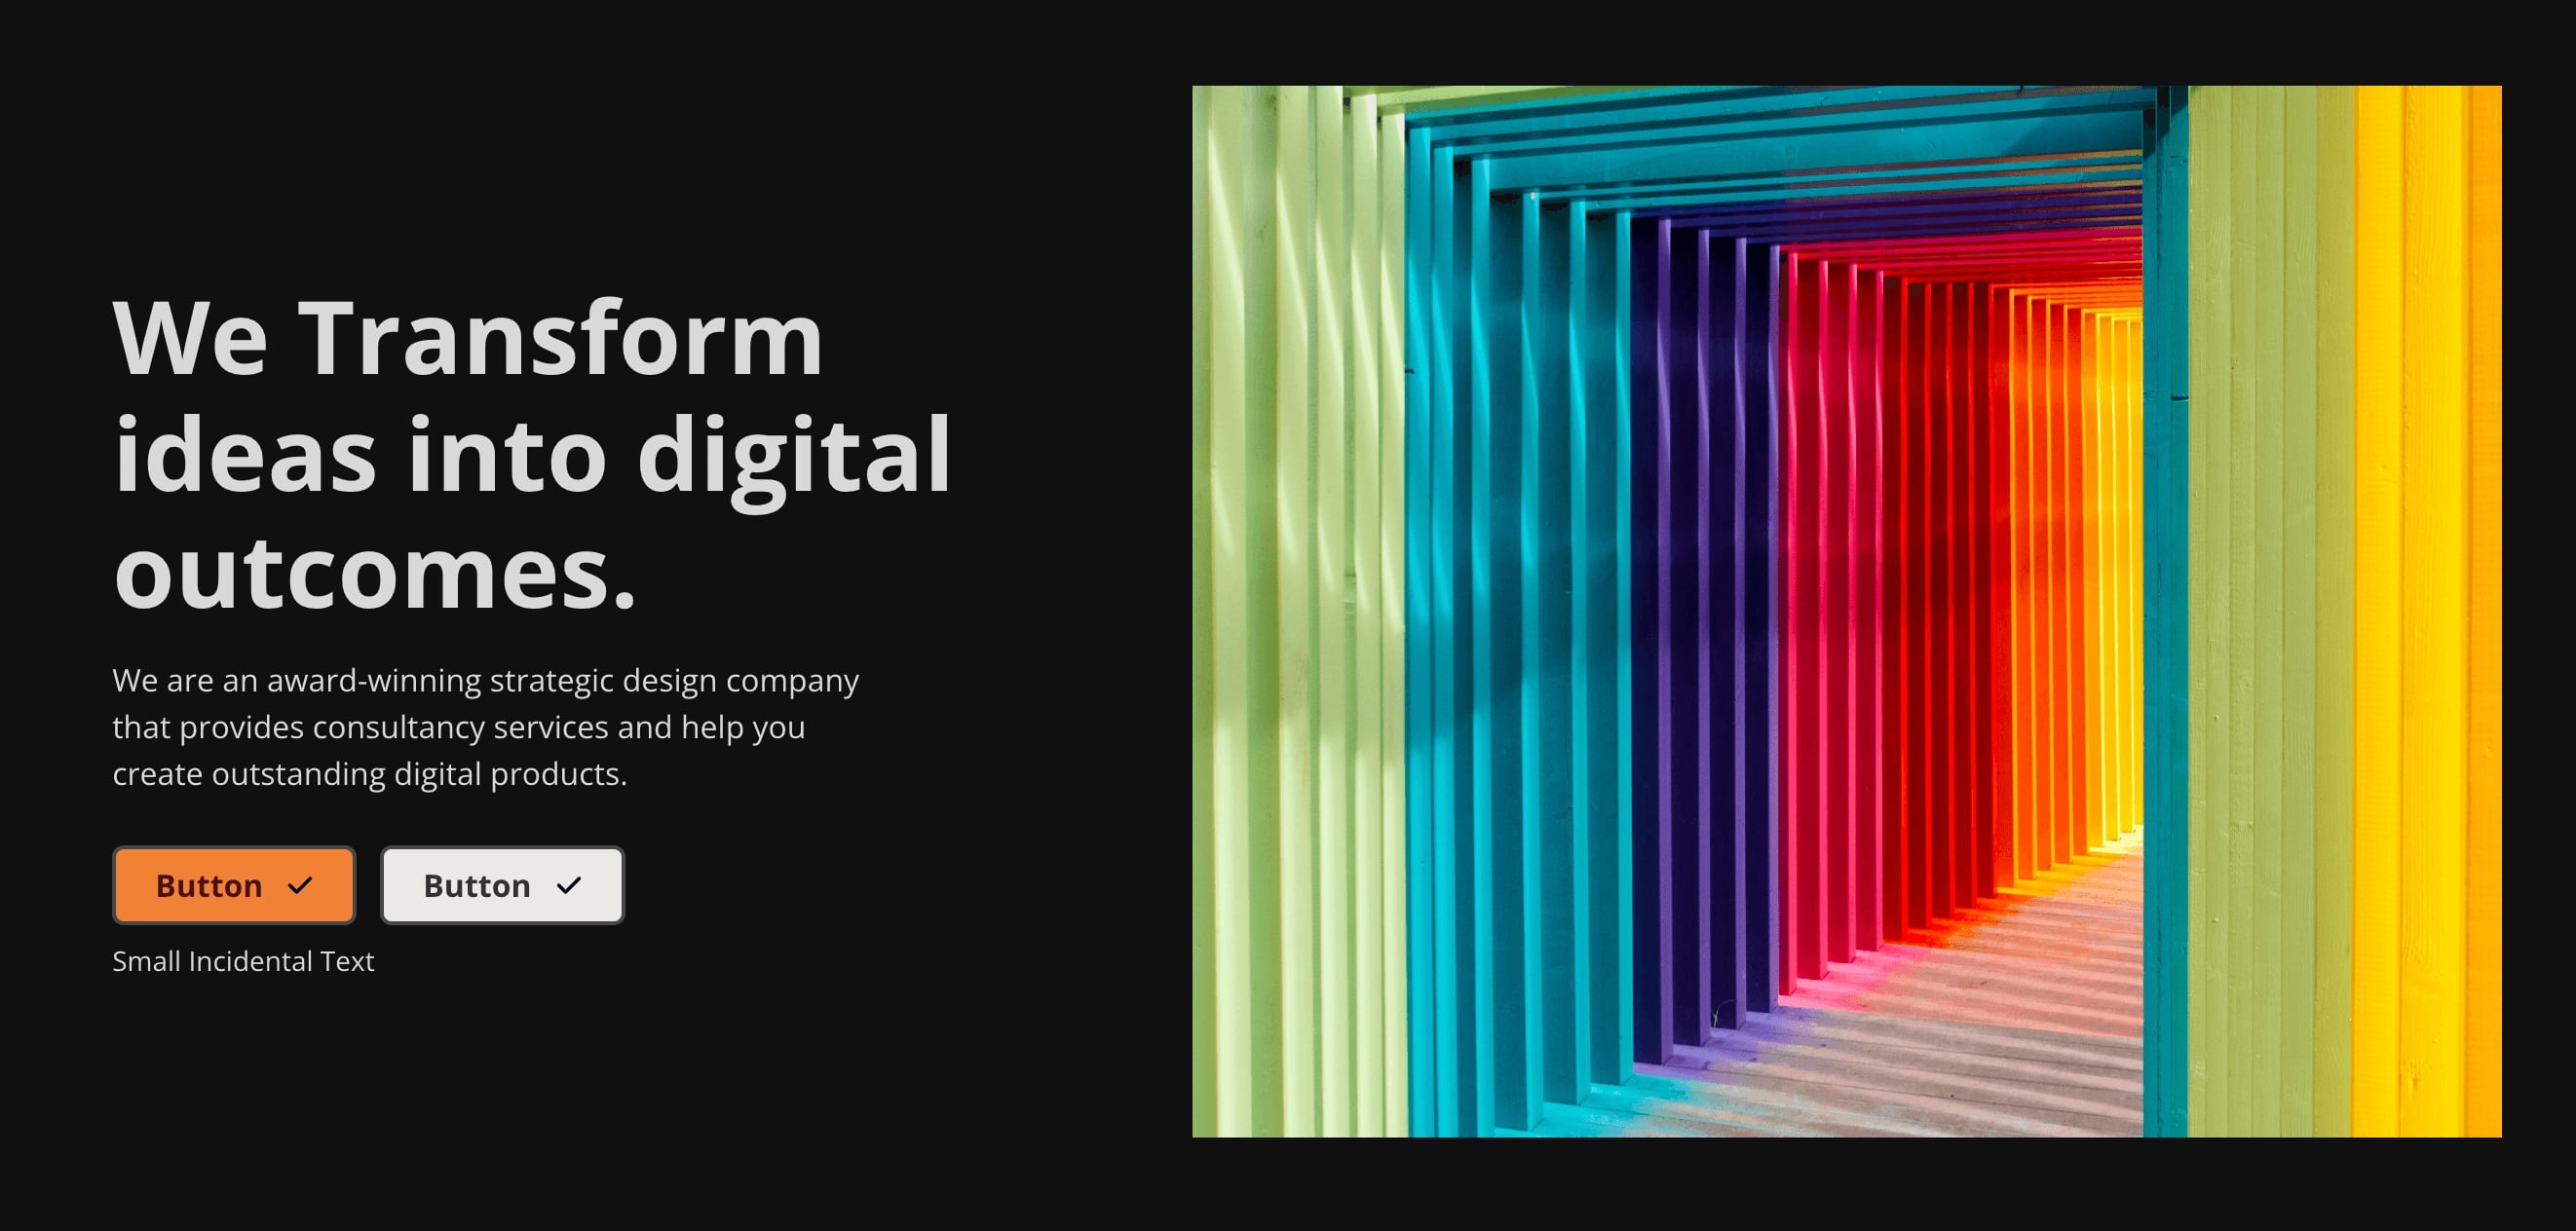 We Transform
ideas into digital
outcomes.
We are an award-winning strategic design company
that provides consultancy services and help you
create outstanding digital products.
Button
Button
Small Incidental Text